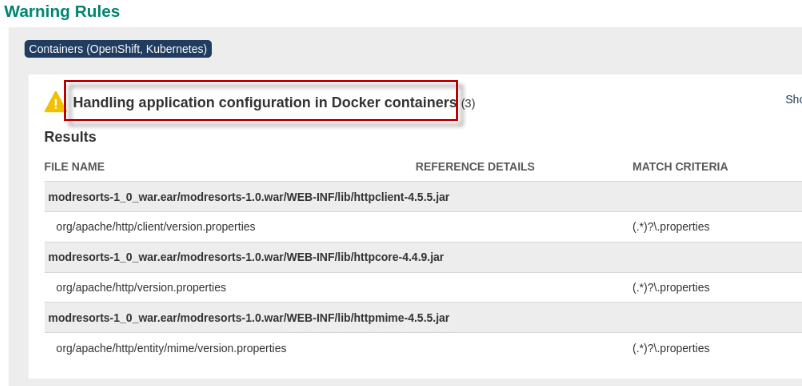 Warning Rules
Containers (OpenShift, Kubernetes)
Handling application configuration in Docker containers (3)
Sho
Results
FILE NAME REFERENCE DETAILS MATCH CRITERIA
modresorts-1_0_war.ear/modresorts-1.0.war/WEB-INF/lib/httpclient-4.5.5.jar
org/apache/http/client/version.properties (.*)?\.properties
modresorts-1_0_war.ear/modresorts-1.0.war/WEB-INF/lib/httpcore-4.4.9.jar
org/apache/http/version.properties (.*)?\.properties
modresorts-1_0_war.ear/modresorts-1.0.war/WEB-INF/lib/httpmime-4.5.5.jar
org/apache/http/entity/mime/version.properties (.*)?\.properties